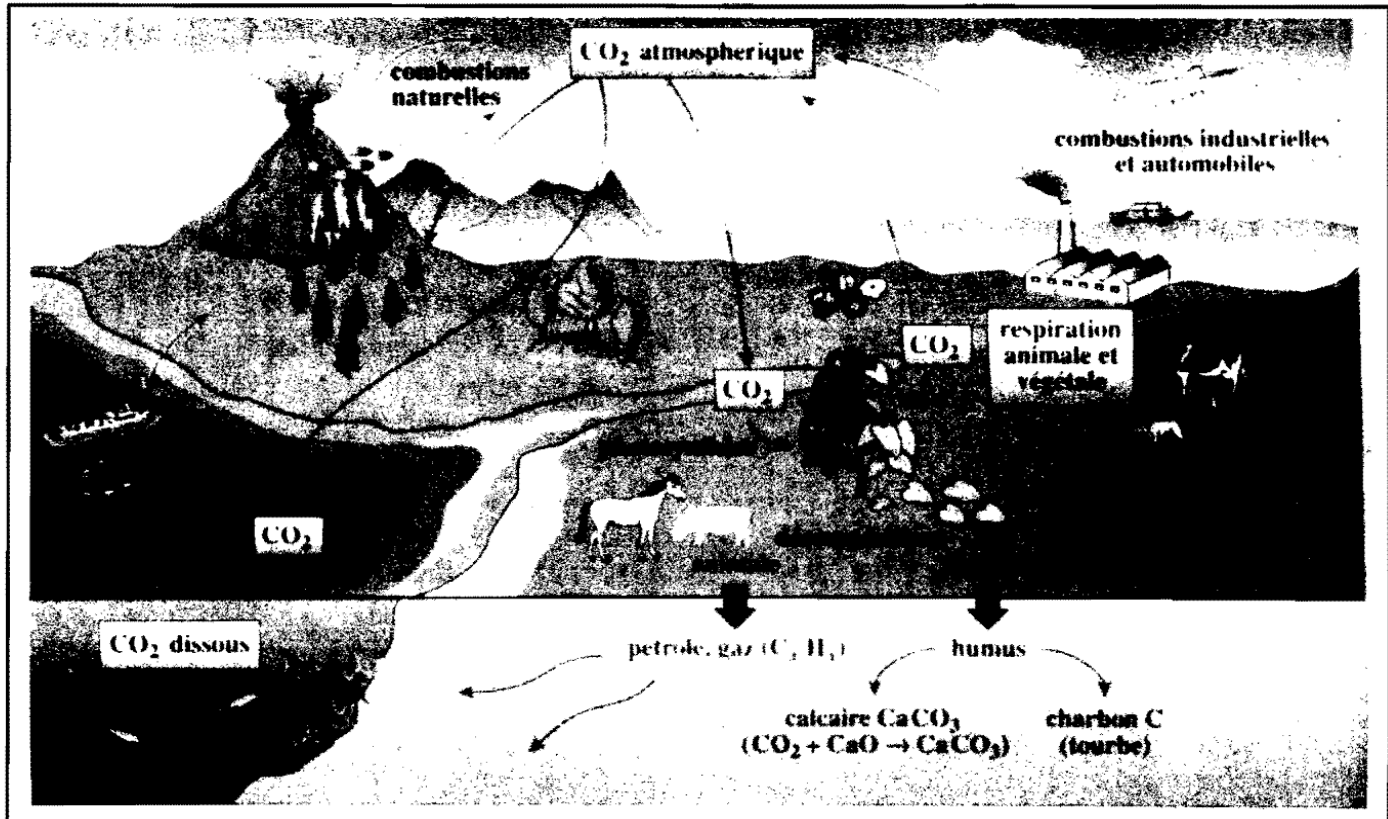 CO₂ atmospherique
combustions
naturelles
combustions industrielles
et automobiles
respiration
animale et
végétale
CO₂
CO₂
CO₂
CO₂ dissous
petrole, gaz (C H )
humus
calcaire CaCO₃
(CO₂ + CaO → CaCO₃)
charbon C
(tourbe)